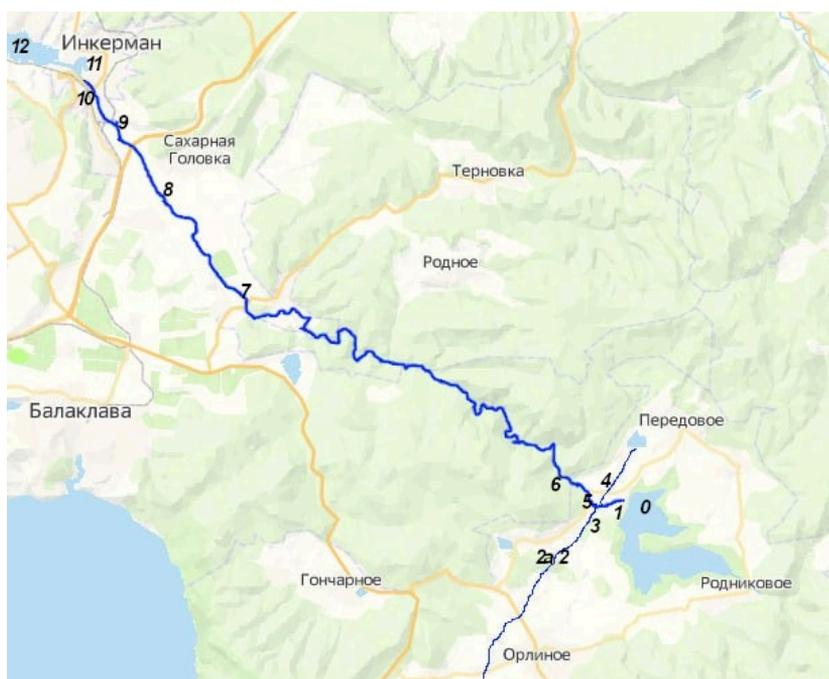 12
Инкерман
11
10
9
Сахарная
Головка
8
Терновка
Родное
7
Балаклава
Передовое
4
6
5
1
0
3
2а
2
Гончарное
Родниковое
Орлиное